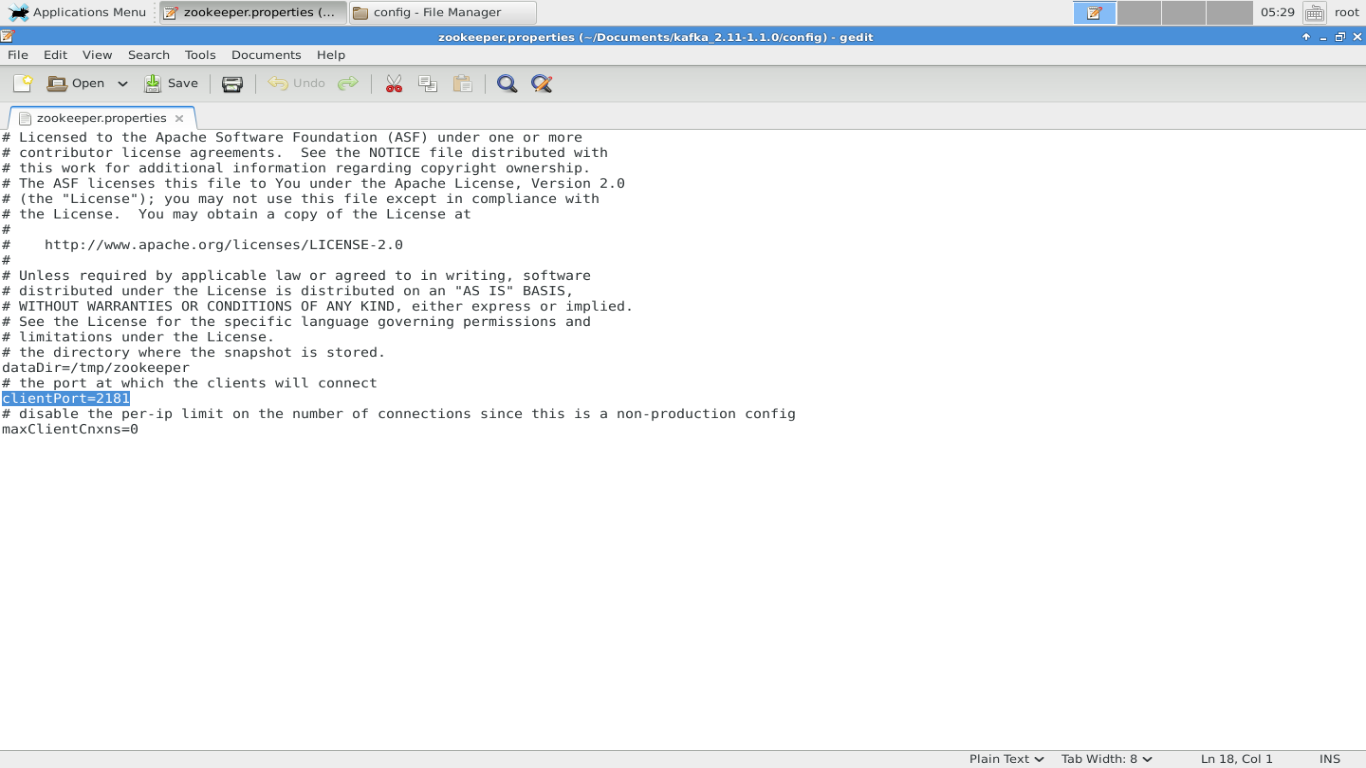 Applications Menu zookeeper.properties (... config - File Manager 05:29 root
zookeeper.properties (~/Documents/kafka_2.11-1.1.0/config) - gedit
File Edit View Search Tools Documents Help
Open Save Undo
zookeeper.properties
# Licensed to the Apache Software Foundation (ASF) under one or more
# contributor license agreements.  See the NOTICE file distributed with
# this work for additional information regarding copyright ownership.
# The ASF licenses this file to You under the Apache License, Version 2.0
# (the "License"); you may not use this file except in compliance with
# the License.  You may obtain a copy of the License at
#
#    http://www.apache.org/licenses/LICENSE-2.0
#
# Unless required by applicable law or agreed to in writing, software
# distributed under the License is distributed on an "AS IS" BASIS,
# WITHOUT WARRANTIES OR CONDITIONS OF ANY KIND, either express or implied.
# See the License for the specific language governing permissions and
# limitations under the License.
# the directory where the snapshot is stored.
dataDir=/tmp/zookeeper
# the port at which the clients will connect
clientPort=2181
# disable the per-ip limit on the number of connections since this is a non-production config
maxClientCnxns=0
Plain Text Tab Width: 8 Ln 18, Col 1 INS